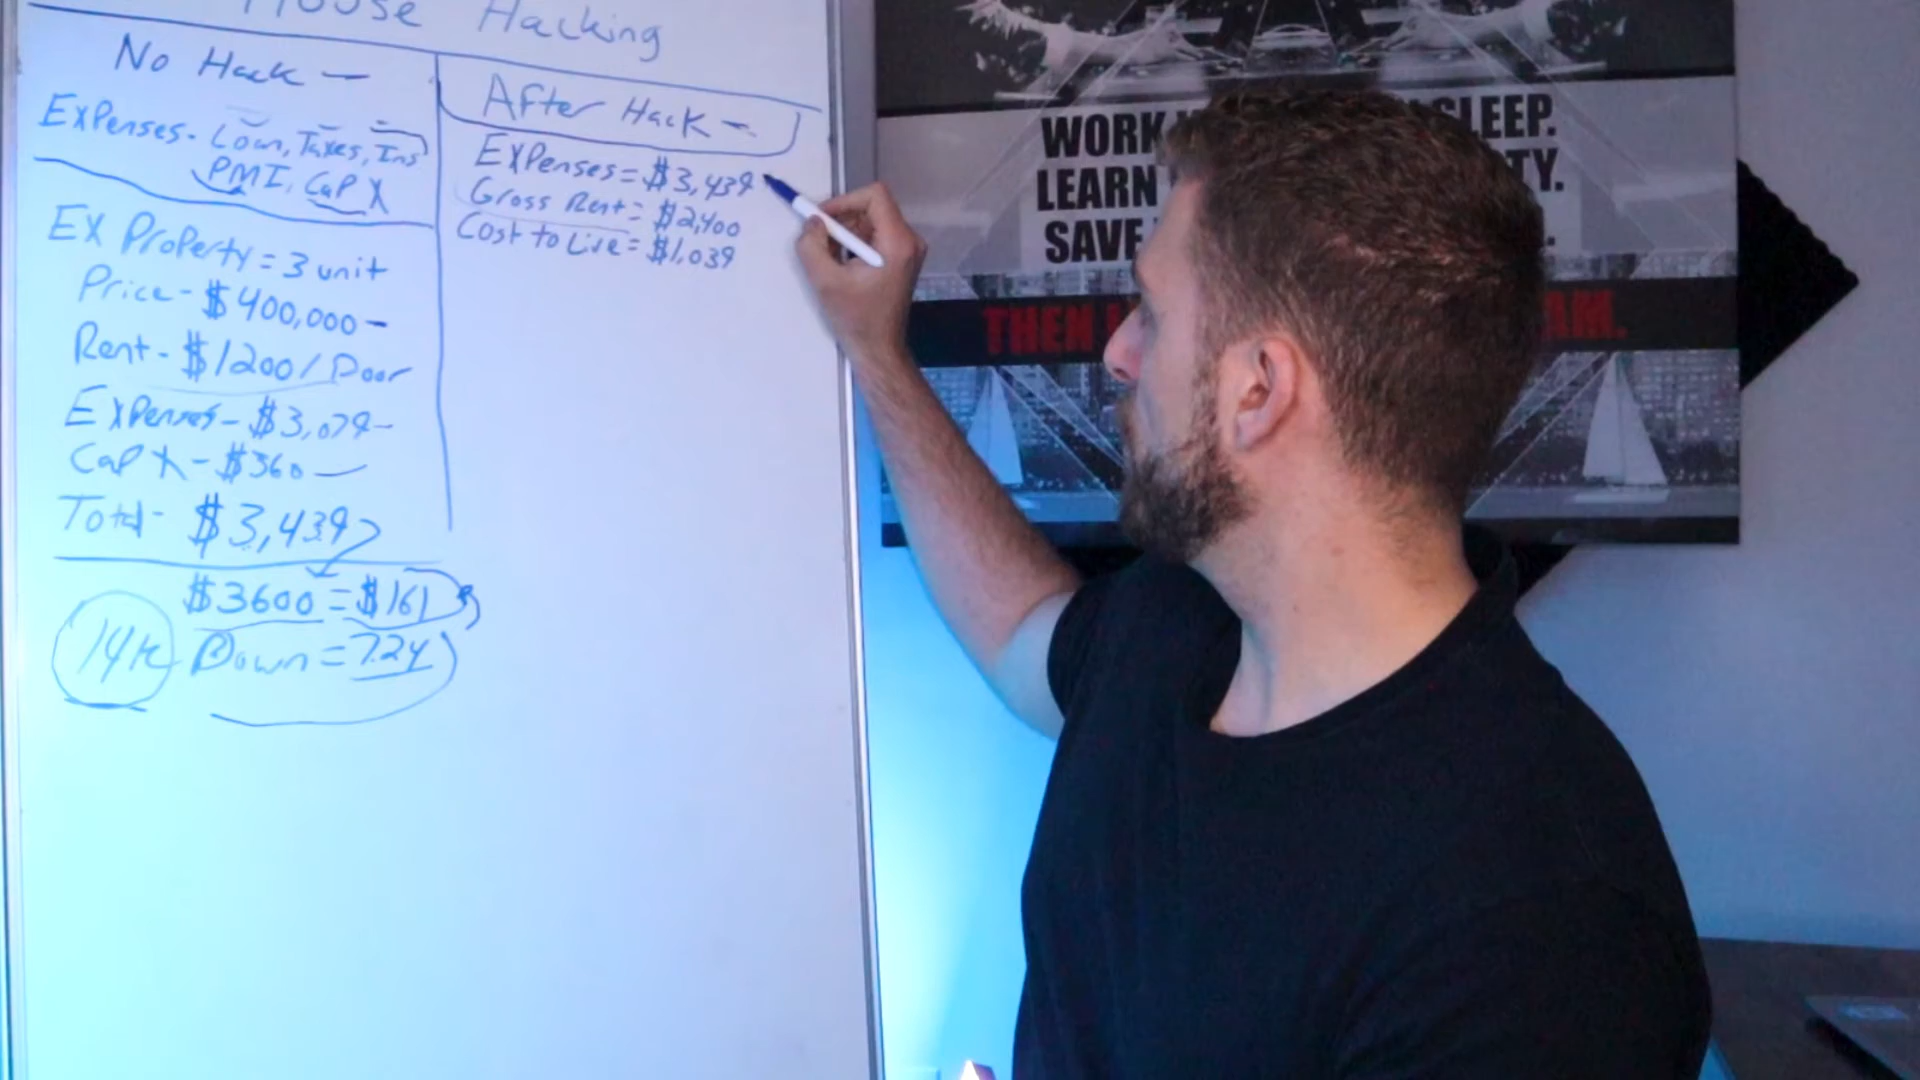 House Hacking
No Hack -
Expenses - Loan, Taxes, Ins
PMI, Cap X
EX Property = 3 unit
Price - $400,000 -
Rent - $1200 / Door
Expenses - $3,079 -
Cap X - $360 -
Total - $3,439
$3600 = $161
14K Down = 7.24
After Hack -
Expenses = $3,439
Gross Rent = $2,400
Cost to Live = $1,039
WORK
SLEEP.
LEARN
TY.
SAVE
THEN
AM.